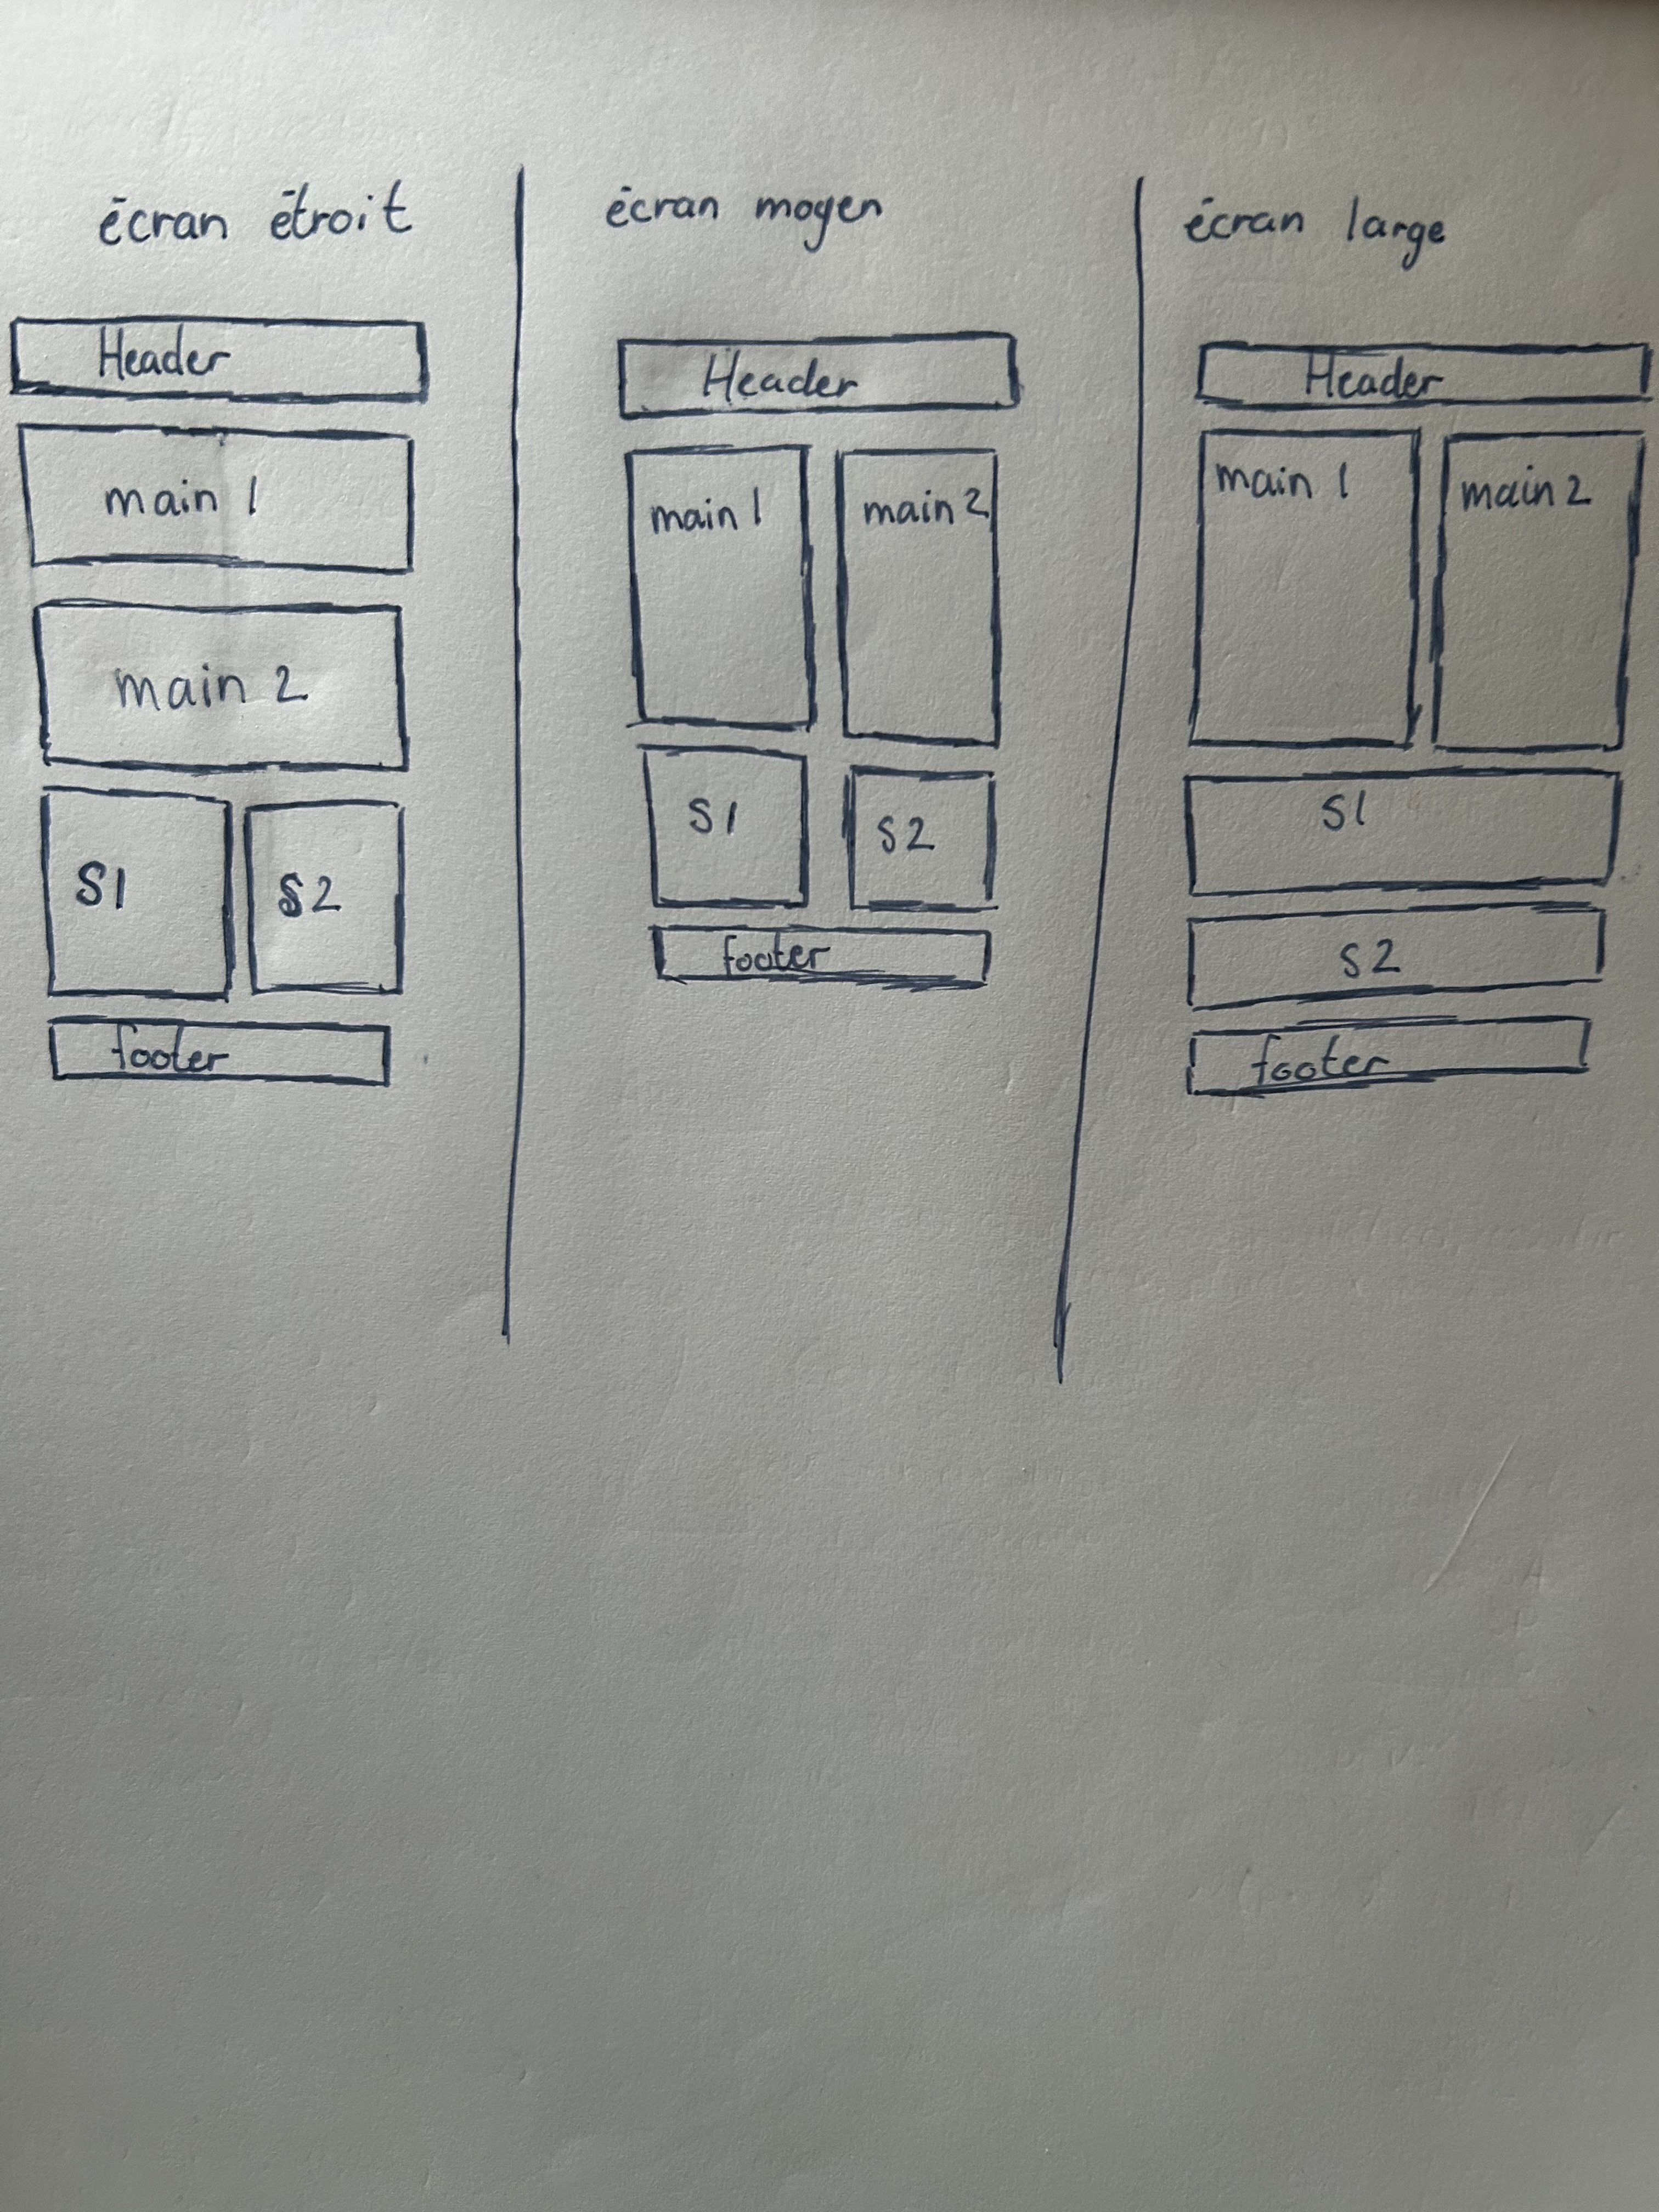 écran étroit
Header
main 1
main 2
S1
S2
footer
écran moyen
Header
main 1
main 2
S1
S2
footer
écran large
Header
main 1
main 2
S1
S2
footer